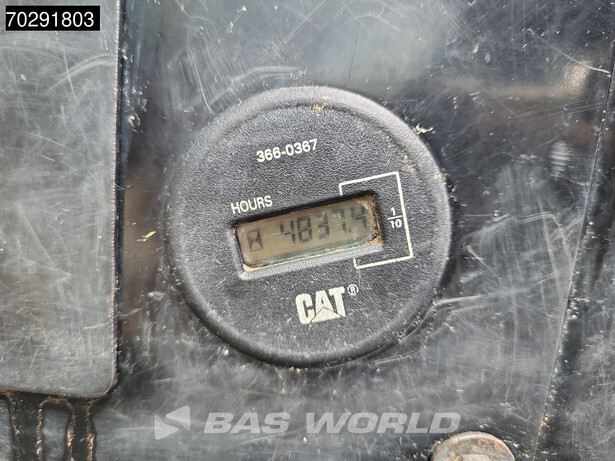 70291803
366-0367
HOURS
8 4837.4
1/10
CAT®
BAS WORLD